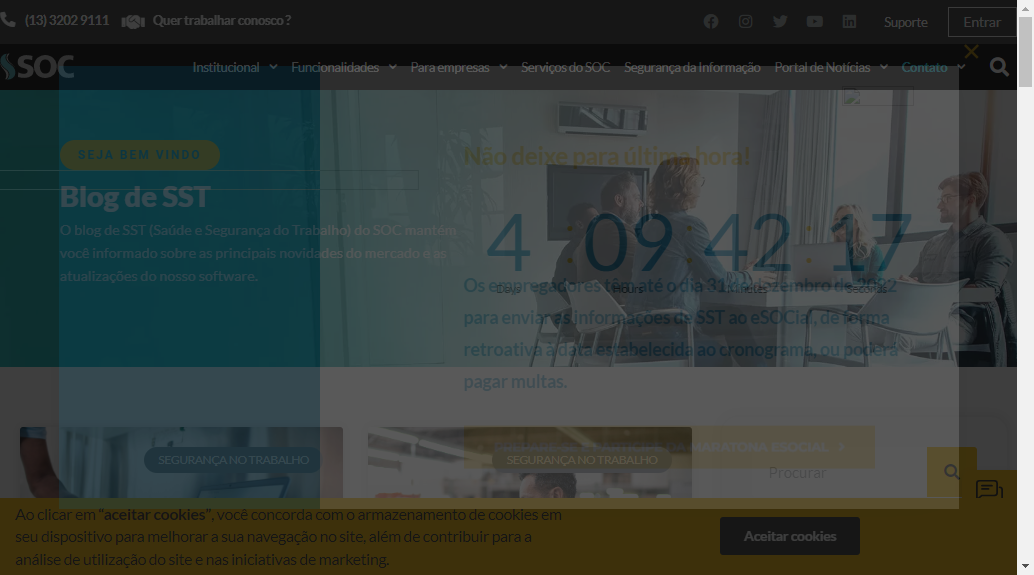 (13) 3202 9111 Quer trabalhar conosco?
Suporte Entrar
SOC
Institucional Funcionalidades Para empresas Serviços do SOC Segurança da Informação Portal de Notícias Contato
SEJA BEM VINDO
Blog de SST
O blog de SST (Saúde e Segurança do Trabalho) do SOC mantém
você informado sobre as principais novidades do mercado e as
atualizações do nosso software.
Não deixe para última hora!
4 09 42 17
Days Hours Minutes Seconds
Os empregadores têm até o dia 31 de dezembro de 2022
para enviar as informações de SST ao eSOCial, de forma
retroativa à data estabelecida ao cronograma, ou poderá
pagar multas.
MARATONA ESOCIAL
SEGURANÇA NO TRABALHO
SEGURANÇA NO TRABALHO
Procurar
Ao clicar em "aceitar cookies", você concorda com o armazenamento de cookies em
seu dispositivo para melhorar a sua navegação no site, além de contribuir para a
análise de utilização do site e nas iniciativas de marketing.
Aceitar cookies